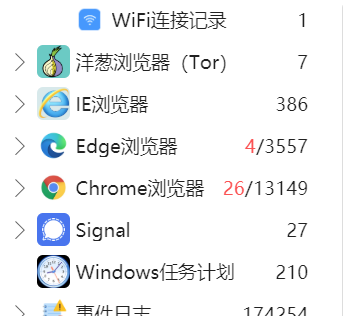 WiFi连接记录 1
洋葱浏览器（Tor） 7
IE浏览器 386
Edge浏览器 4/3557
Chrome浏览器 26/13149
Signal 27
Windows任务计划 210
事件日志 174254